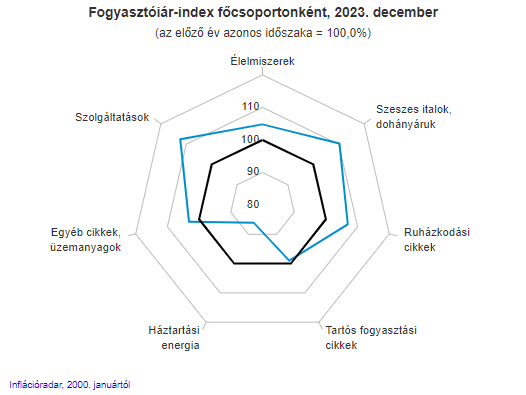 Fogyasztóiár-index főcsoportonként, 2023. december
(az előző év azonos időszaka = 100,0%)
Élelmiszerek
Szeszes italok,
dohányáruk
Szolgáltatások
110
100
90
80
Ruházkodási
cikkek
Egyéb cikkek,
üzemanyagok
Háztartási
energia
Tartós fogyasztási
cikkek
Inflációradar, 2000. januártól